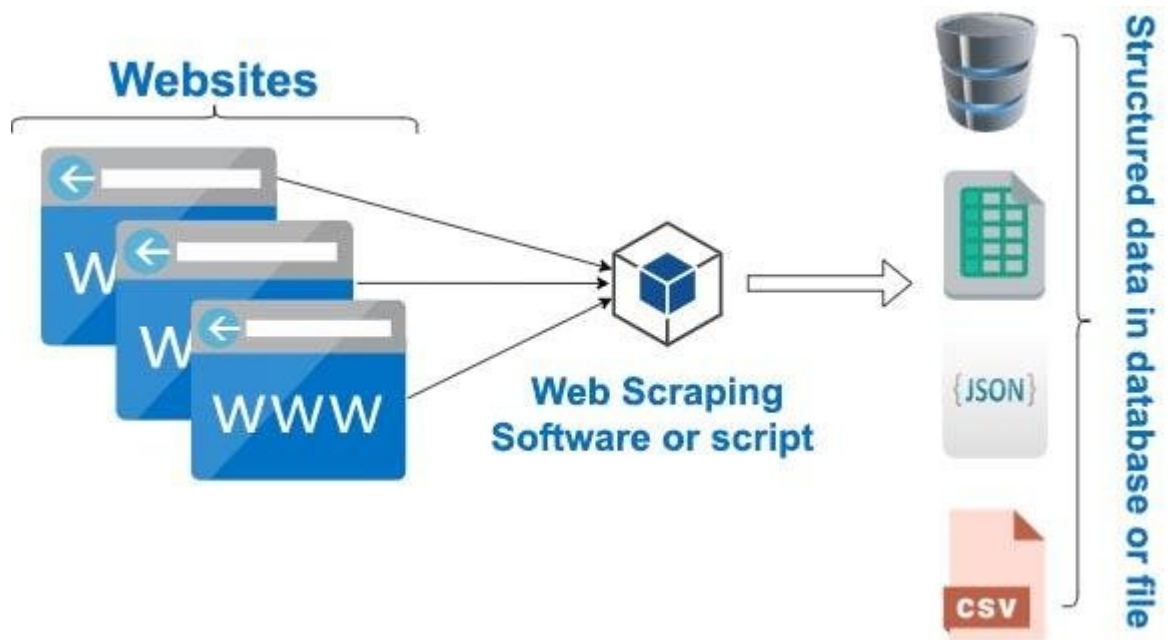 Websites
W
W
WWW
Web Scraping
Software or script
{JSON}
CSV
Structured data in database or file